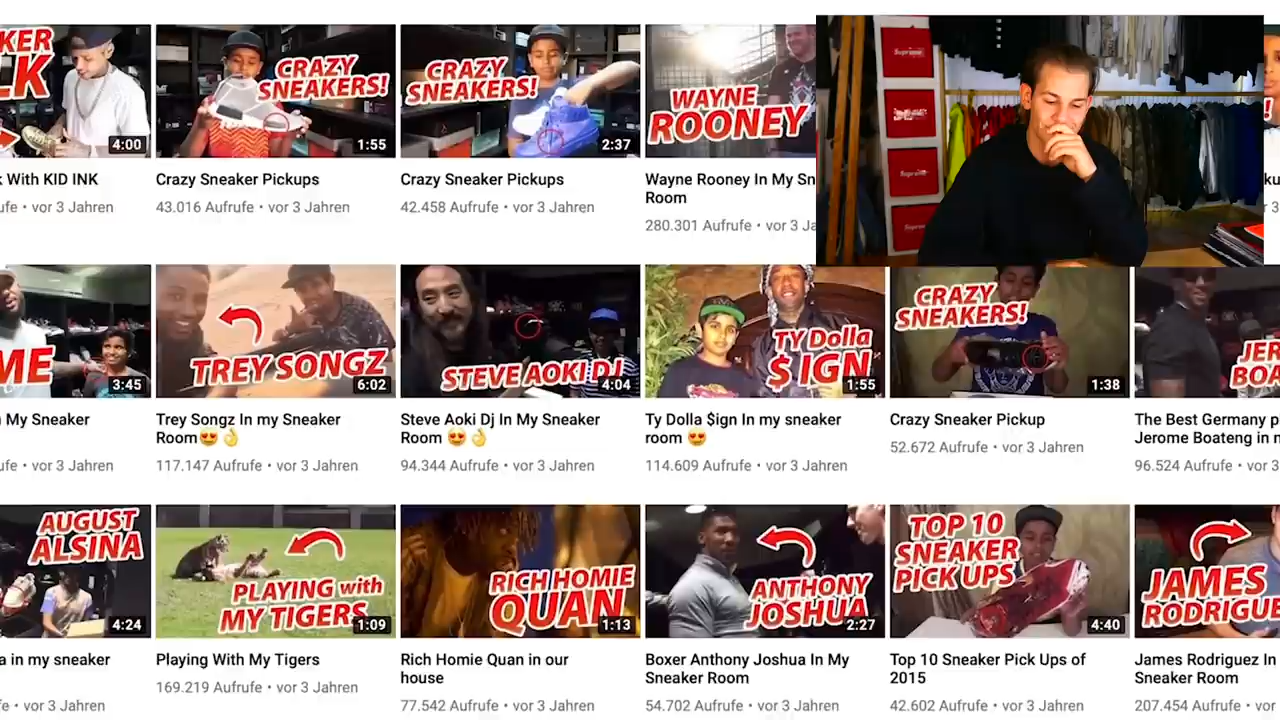 KER
LK
4:00
CRAZY
SNEAKERS!
1:55
CRAZY
SNEAKERS!
2:37
WAYNE
ROONEY
Supreme
Supreme
k With KID INK
ufe • vor 3 Jahren
Crazy Sneaker Pickups
43.016 Aufrufe • vor 3 Jahren
Crazy Sneaker Pickups
42.458 Aufrufe • vor 3 Jahren
Wayne Rooney In My Sn
Room
280.301 Aufrufe • vor 3 Ja
ME
3:45
TREY SONGZ
6:02
STEVE AOKI DJ
4:04
TY Dolla
$ IGN
1:55
CRAZY
SNEAKERS!
1:38
JER
BOA
n My Sneaker
ufe • vor 3 Jahren
Trey Songz In my Sneaker
Room😍👌
117.147 Aufrufe • vor 3 Jahren
Steve Aoki Dj In My Sneaker
Room 😍👌
94.344 Aufrufe • vor 3 Jahren
Ty Dolla $ign In my sneaker
room 😍
114.609 Aufrufe • vor 3 Jahren
Crazy Sneaker Pickup
52.672 Aufrufe • vor 3 Jahren
The Best Germany p
Jerome Boateng in m
96.524 Aufrufe • vor 3
AUGUST
ALSINA
4:24
PLAYING with
MY TIGERS
1:09
RICH HOMIE
QUAN
1:13
ANTHONY
JOSHUA
2:27
TOP 10
SNEAKER
PICK UPS
4:40
JAMES
RODRIGUE
a in my sneaker
fe • vor 3 Jahren
Playing With My Tigers
169.219 Aufrufe • vor 3 Jahren
Rich Homie Quan in our
house
77.542 Aufrufe • vor 3 Jahren
Boxer Anthony Joshua In My
Sneaker Room
54.702 Aufrufe • vor 3 Jahren
Top 10 Sneaker Pick Ups of
2015
42.602 Aufrufe • vor 3 Jahren
James Rodriguez In
Sneaker Room
207.454 Aufrufe • vor